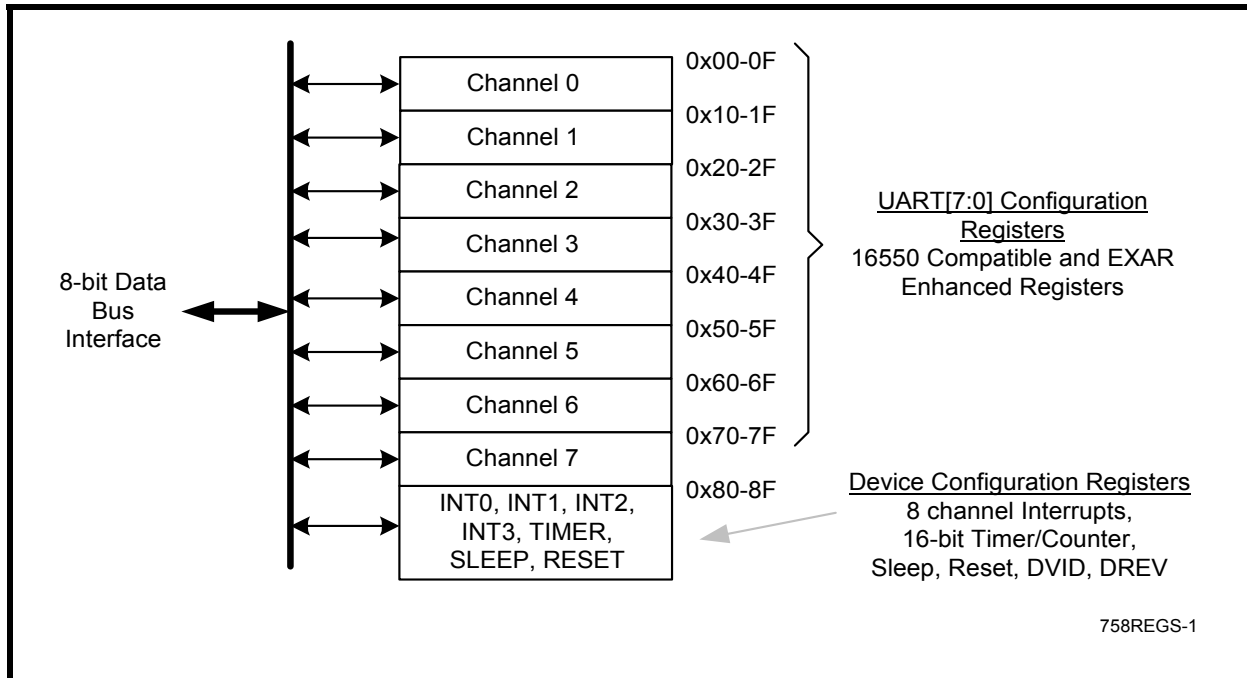 8-bit Data
Bus
Interface
Channel 0
Channel 1
Channel 2
Channel 3
Channel 4
Channel 5
Channel 6
Channel 7
INT0, INT1, INT2,
INT3, TIMER,
SLEEP, RESET
0x00-0F
0x10-1F
0x20-2F
0x30-3F
0x40-4F
0x50-5F
0x60-6F
0x70-7F
0x80-8F
UART[7:0] Configuration
Registers
16550 Compatible and EXAR
Enhanced Registers
Device Configuration Registers
8 channel Interrupts,
16-bit Timer/Counter,
Sleep, Reset, DVID, DREV
758REGS-1